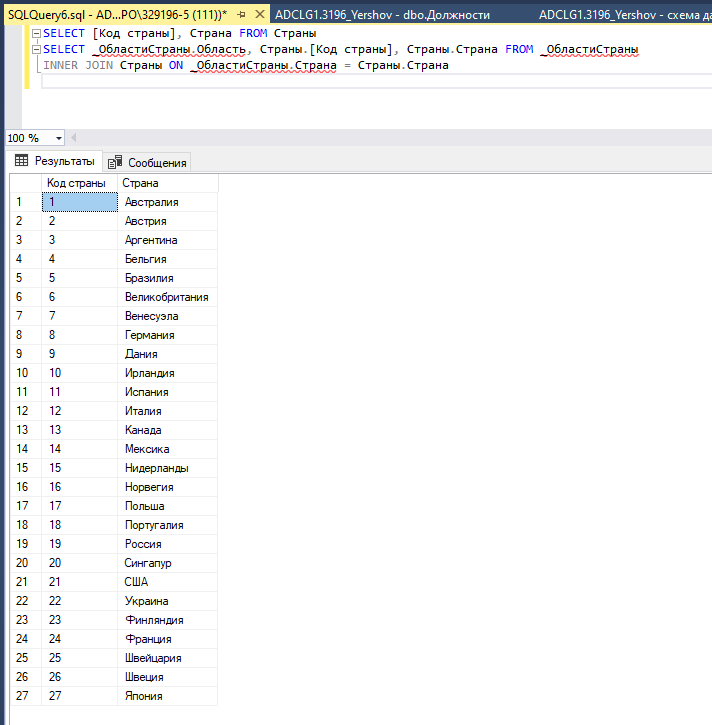 SQLQuery6.sql - AD...PO\329196-5 (111))* ADCLG1.3196_Yershov - dbo.Должности ADCLG1.3196_Yershov - схема да
SELECT [Код страны], Страна FROM Страны
SELECT _ОбластиСтраны.Область, Страны.[Код страны], Страны.Страна FROM _ОбластиСтраны
INNER JOIN Страны ON _ОбластиСтраны.Страна = Страны.Страна
100 %
Результаты Сообщения
Код страны Страна
1 1 Австралия
2 2 Австрия
3 3 Аргентина
4 4 Бельгия
5 5 Бразилия
6 6 Великобритания
7 7 Венесуэла
8 8 Германия
9 9 Дания
10 10 Ирландия
11 11 Испания
12 12 Италия
13 13 Канада
14 14 Мексика
15 15 Нидерланды
16 16 Норвегия
17 17 Польша
18 18 Португалия
19 19 Россия
20 20 Сингапур
21 21 США
22 22 Украина
23 23 Финляндия
24 24 Франция
25 25 Швейцария
26 26 Швеция
27 27 Япония